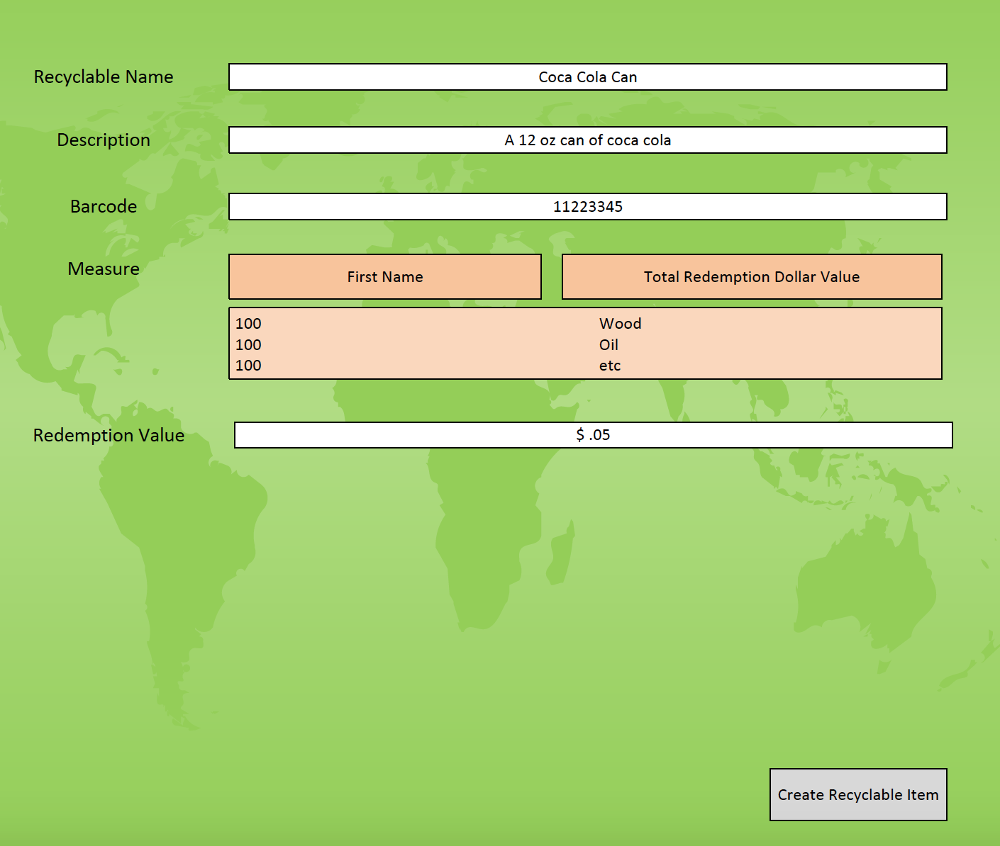 Recyclable Name
Coca Cola Can
Description
A 12 oz can of coca cola
Barcode
11223345
Measure
First Name
Total Redemption Dollar Value
100 Wood
100 Oil
100 etc
Redemption Value
$ .05
Create Recyclable Item